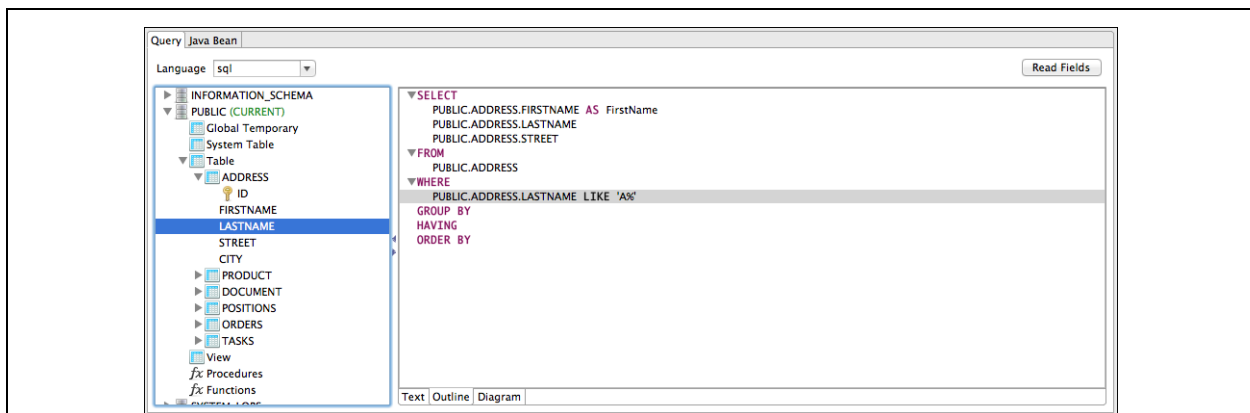 Query Java Bean
Language sql
Read Fields
INFORMATION_SCHEMA
PUBLIC (CURRENT)
Global Temporary
System Table
Table
ADDRESS
ID
FIRSTNAME
LASTNAME
STREET
CITY
PRODUCT
DOCUMENT
POSITIONS
ORDERS
TASKS
View
fx Procedures
fx Functions
SELECT
PUBLIC.ADDRESS.FIRSTNAME AS FirstName
PUBLIC.ADDRESS.LASTNAME
PUBLIC.ADDRESS.STREET
FROM
PUBLIC.ADDRESS
WHERE
PUBLIC.ADDRESS.LASTNAME LIKE 'A%'
GROUP BY
HAVING
ORDER BY
Text Outline Diagram